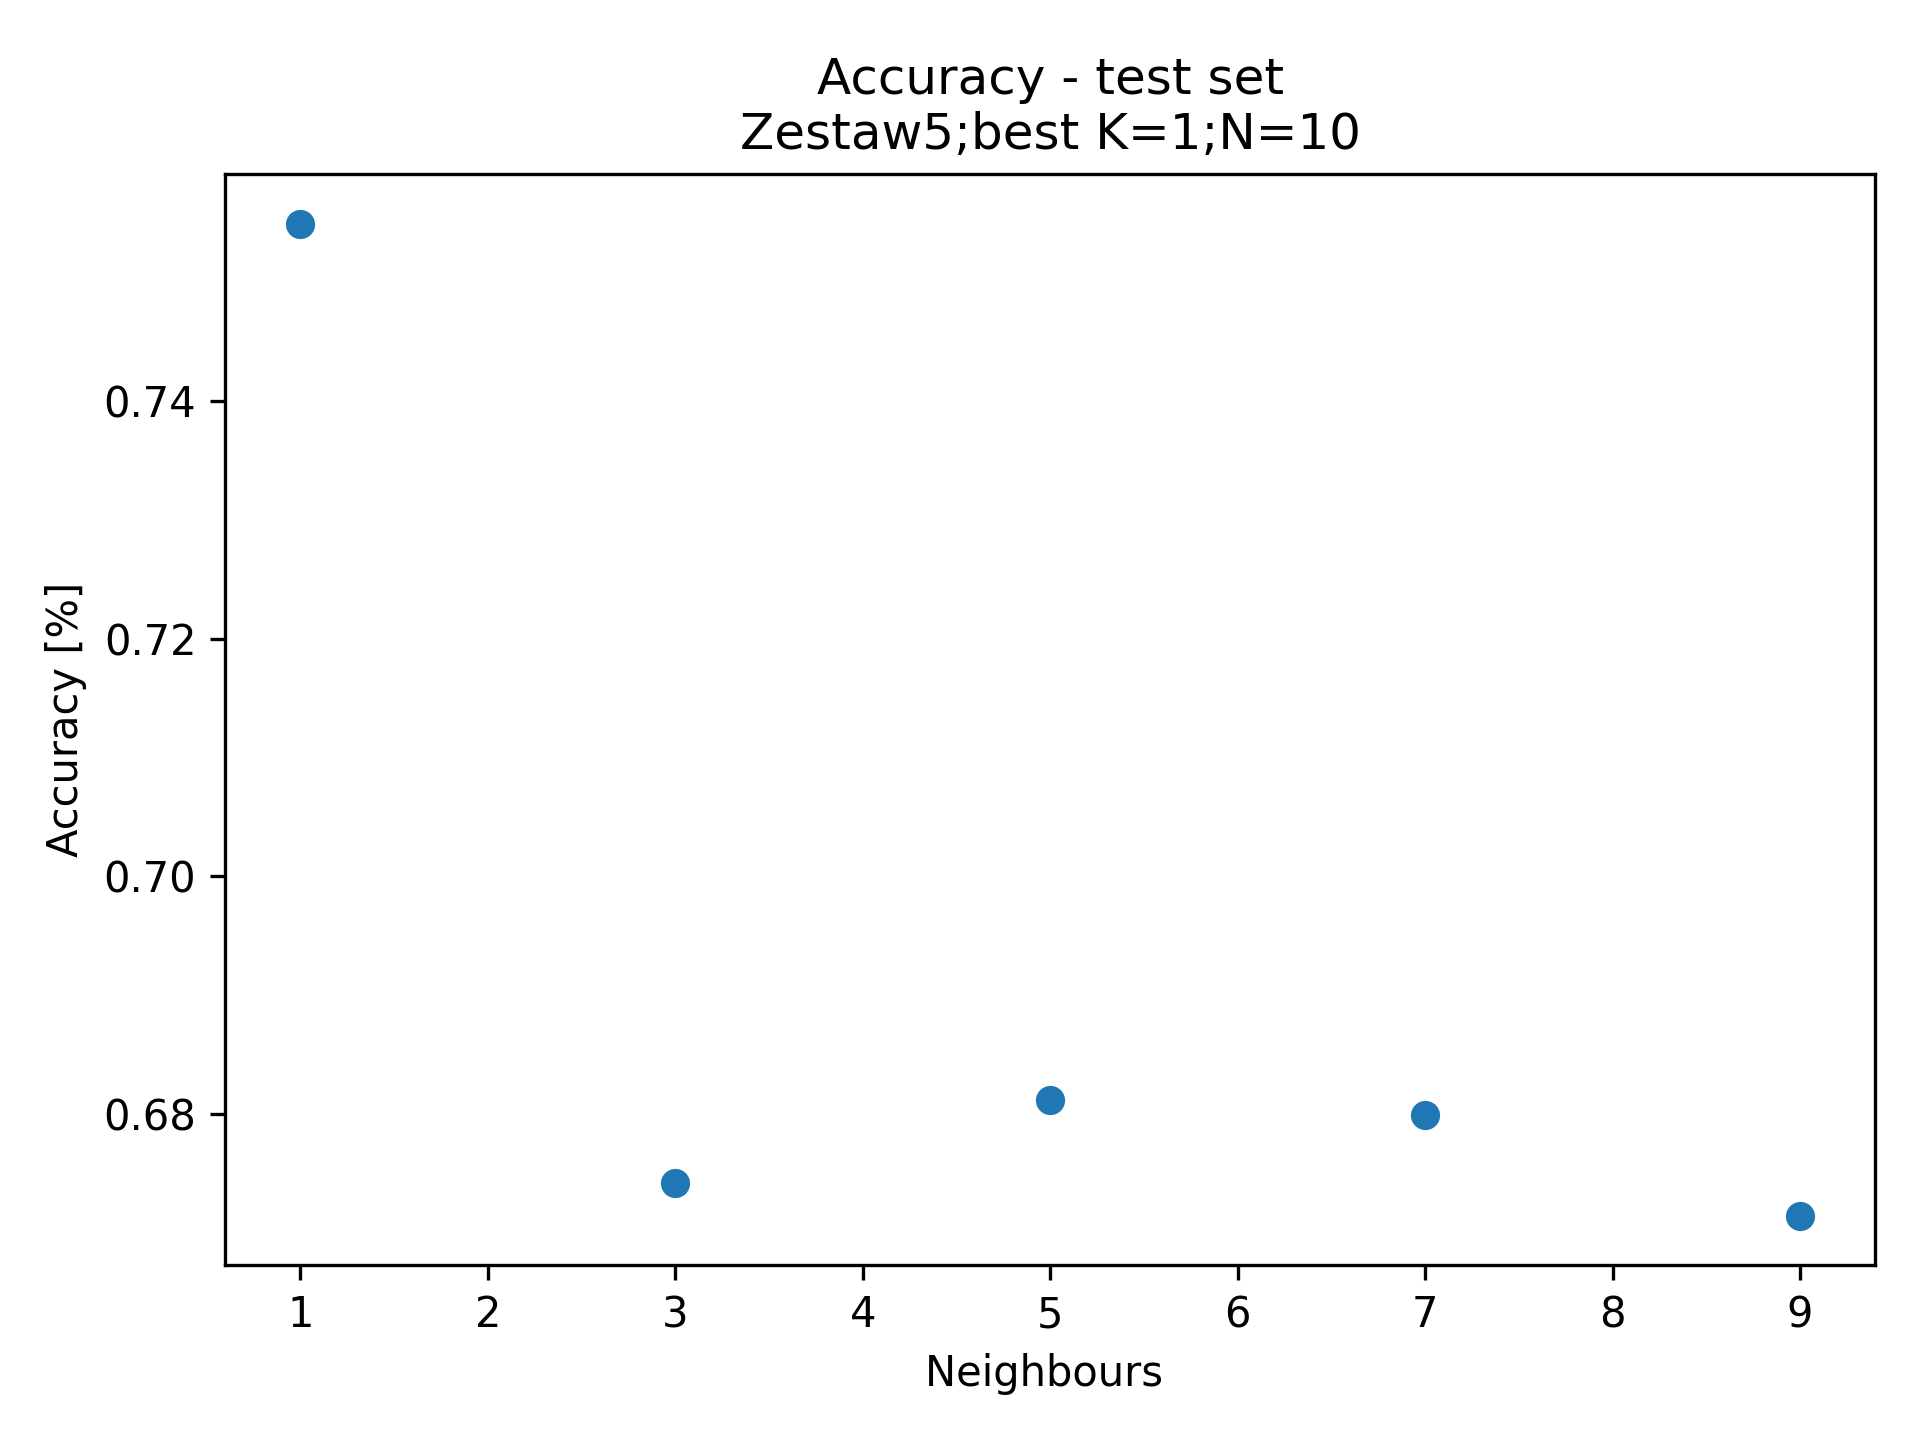 Accuracy - test set
Zestaw5;best K=1;N=10
Accuracy [%]
0.74
0.72
0.70
0.68
1 2 3 4 5 6 7 8 9
Neighbours